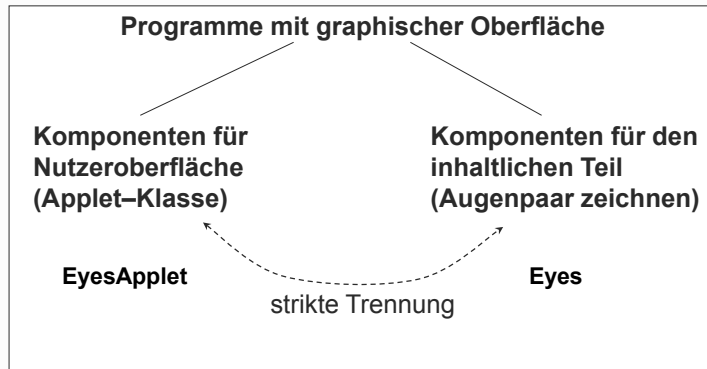 Programme mit graphischer Oberfläche
Komponenten für
Nutzeroberfläche
(Applet–Klasse)
Komponenten für den
inhaltlichen Teil
(Augenpaar zeichnen)
EyesApplet
Eyes
strikte Trennung